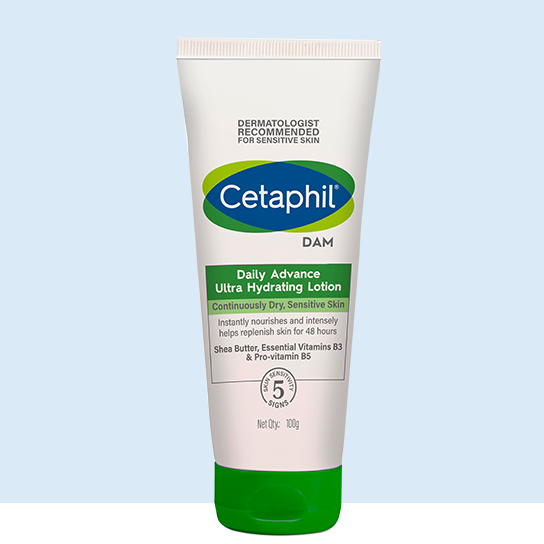 DERMATOLOGIST
RECOMMENDED
FOR SENSITIVE SKIN
Cetaphil®
DAM
Daily Advance
Ultra Hydrating Lotion
Continuously Dry, Sensitive Skin
Instantly nourishes and intensely
helps replenish skin for 48 hours
Shea Butter, Essential Vitamins B3
& Pro-vitamin B5
SKIN SENSITIVITY
5
SIGNS
Net Qty: 100g